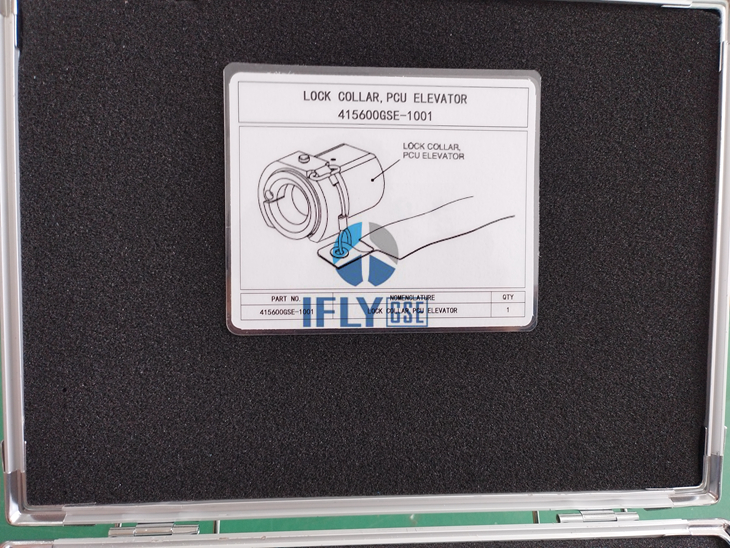 LOCK COLLAR, PCU ELEVATOR
415600GSE-1001
LOCK COLLAR,
PCU ELEVATOR
PART NO. NOMENCLATURE QTY
415600GSE-1001 LOCK COLLAR, PCU ELEVATOR 1
IFLY GSE